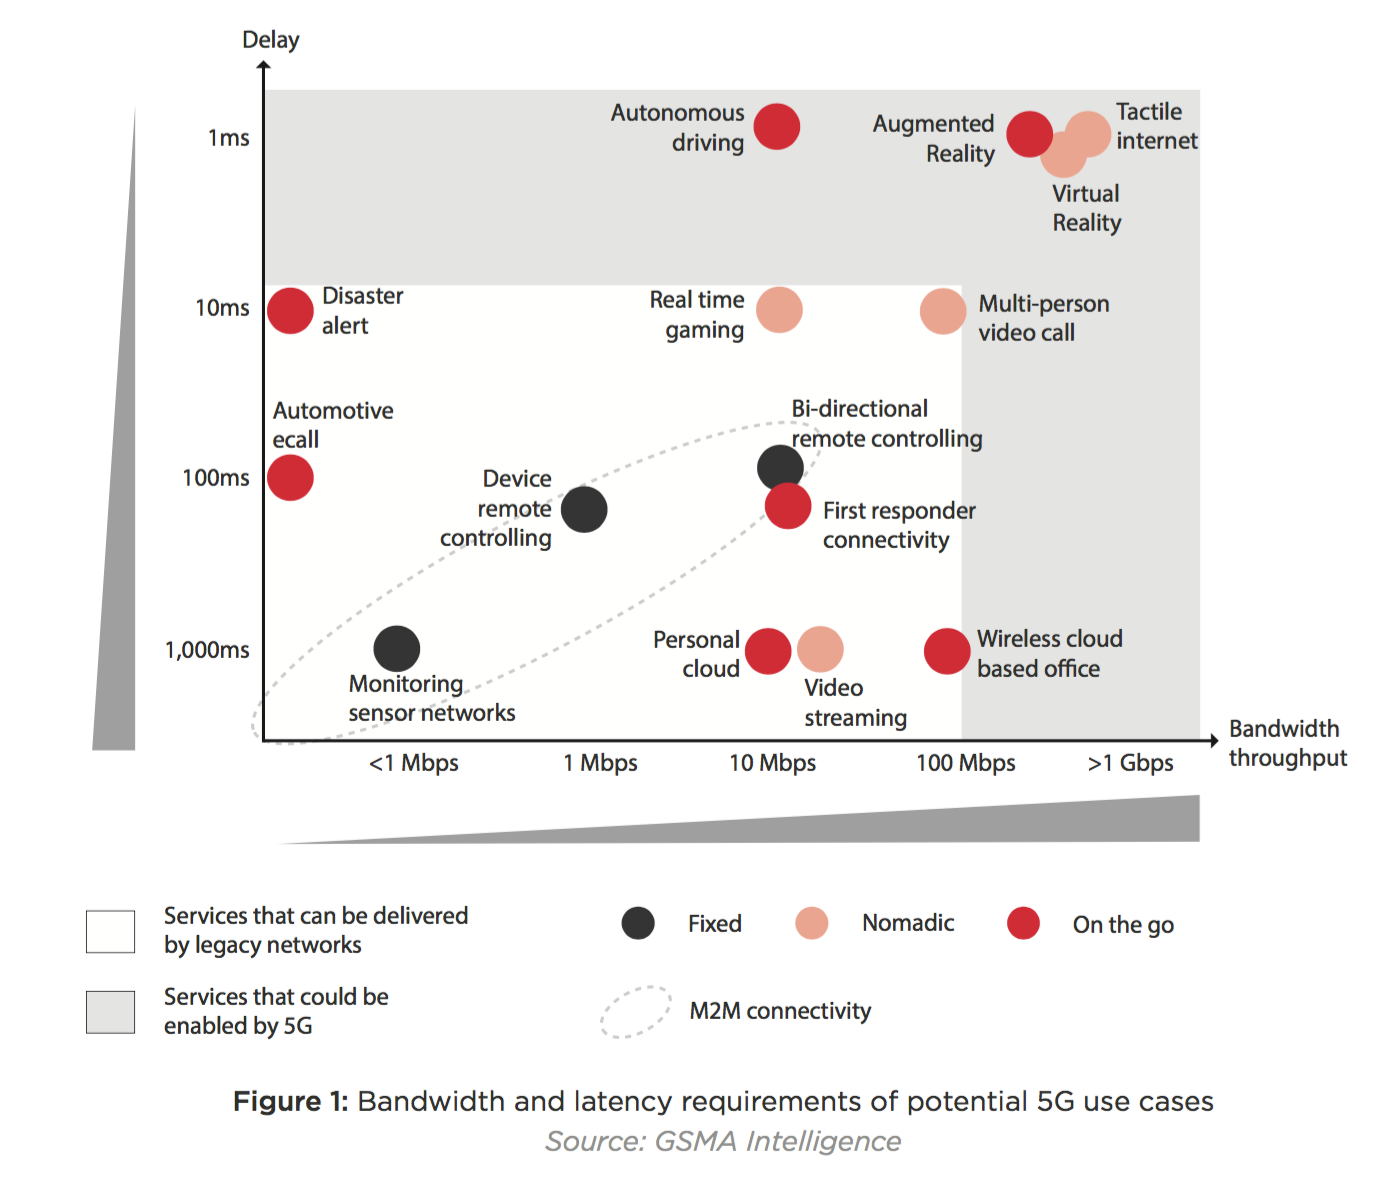 Delay
1ms
10ms
100ms
1,000ms
Autonomous
driving
Augmented
Reality
Tactile
internet
Virtual
Reality
Disaster
alert
Real time
gaming
Multi-person
video call
Automotive
ecall
Bi-directional
remote controlling
Device
remote
controlling
First responder
connectivity
Monitoring
sensor networks
Personal
cloud
Video
streaming
Wireless cloud
based office
Bandwidth
throughput
<1 Mbps
1 Mbps
10 Mbps
100 Mbps
>1 Gbps
Services that can be delivered
by legacy networks
Services that could be
enabled by 5G
Fixed
Nomadic
On the go
M2M connectivity
Figure 1: Bandwidth and latency requirements of potential 5G use cases
Source: GSMA Intelligence